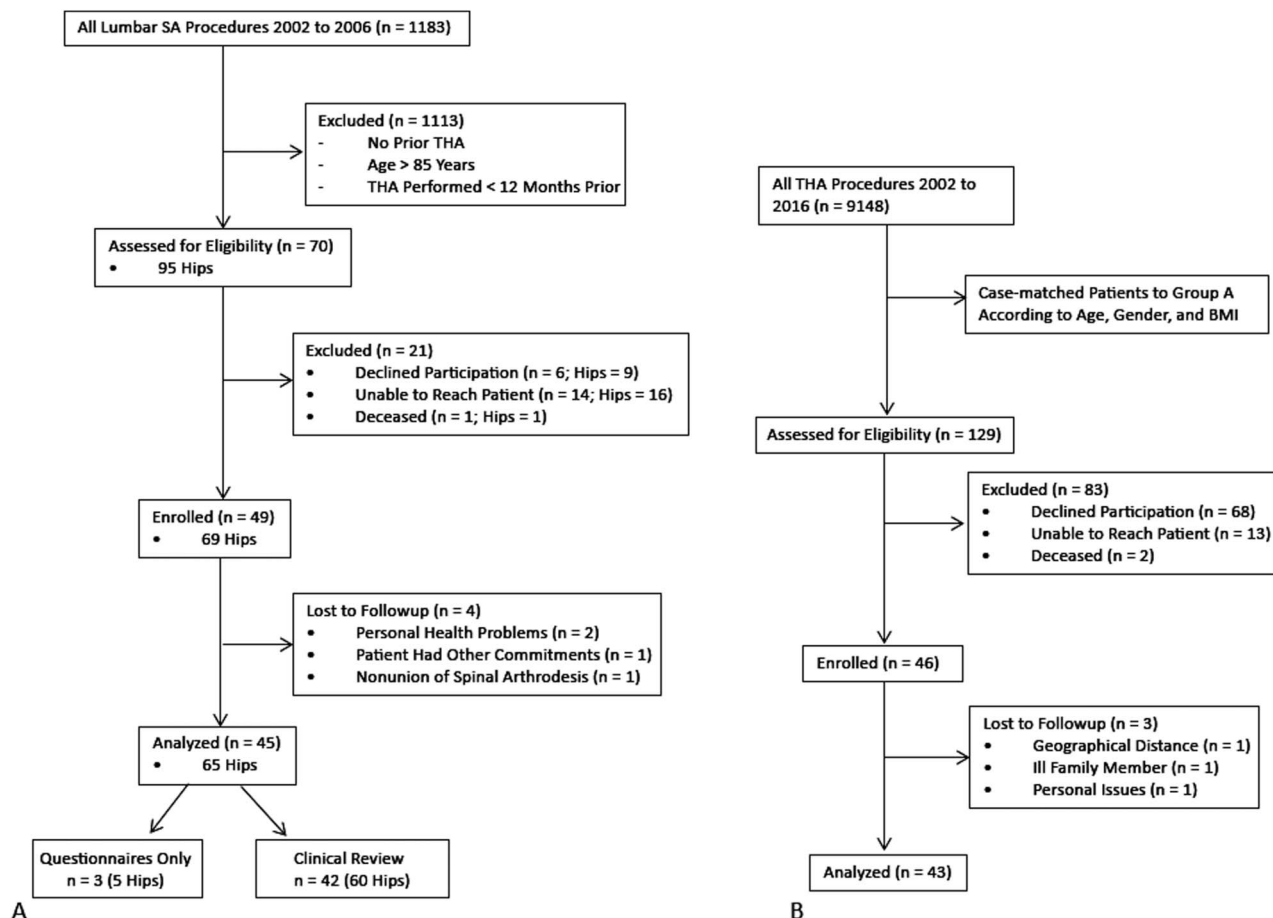 All Lumbar SA Procedures 2002 to 2006 (n = 1183)
Excluded (n = 1113)
- No Prior THA
- Age > 85 Years
- THA Performed < 12 Months Prior
Assessed for Eligibility (n = 70)
• 95 Hips
Excluded (n = 21)
• Declined Participation (n = 6; Hips = 9)
• Unable to Reach Patient (n = 14; Hips = 16)
• Deceased (n = 1; Hips = 1)
Enrolled (n = 49)
• 69 Hips
Lost to Followup (n = 4)
• Personal Health Problems (n = 2)
• Patient Had Other Commitments (n = 1)
• Nonunion of Spinal Arthrodesis (n = 1)
Analyzed (n = 45)
• 65 Hips
Questionnaires Only
n = 3 (5 Hips)
Clinical Review
n = 42 (60 Hips)
A
All THA Procedures 2002 to
2016 (n = 9148)
Case-matched Patients to Group A
According to Age, Gender, and BMI
Assessed for Eligibility (n = 129)
Excluded (n = 83)
• Declined Participation (n = 68)
• Unable to Reach Patient (n = 13)
• Deceased (n = 2)
Enrolled (n = 46)
Lost to Followup (n = 3)
• Geographical Distance (n = 1)
• Ill Family Member (n = 1)
• Personal Issues (n = 1)
Analyzed (n = 43)
B